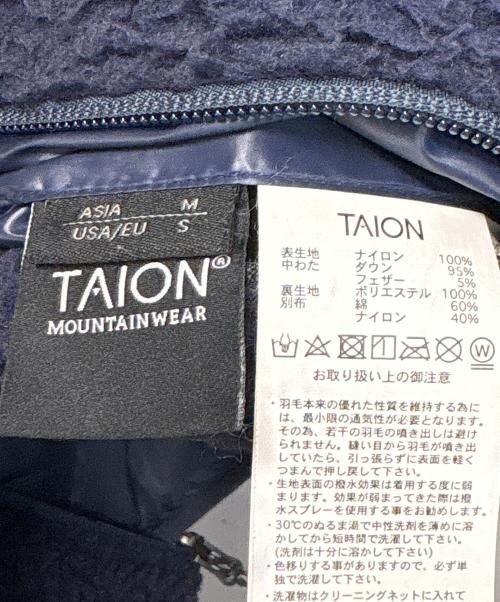 ASIA M
USA/EU S
TAION®
MOUNTAINWEAR
TAION
表生地 ナイロン 100%
中わた ダウン 95%
フェザー 5%
裏生地 ポリエステル 100%
別布 綿 60%
ナイロン 40%
お取り扱い上の御注意
・羽毛本来の優れた性質を維持する為に
は、最小限の通気性が必要となります。
その為、若干の羽毛の噴き出しは避け
られません。縫い目から羽毛が噴き出
していたら、引っ張らずに表面を軽く
つまんで押し戻して下さい。
・生地表面の撥水効果は着用する度に弱
まります。効果が弱まってきた際は撥
水スプレーを使用する事をお勧めします。
・30℃のぬるま湯で中性洗剤を薄めに溶
かしてから短時間で洗濯して下さい。
(洗剤は十分に溶かして下さい)
・色移りする事がありますので、必ず単
独で洗濯して下さい。
・洗濯物はクリーニングネットに入れて